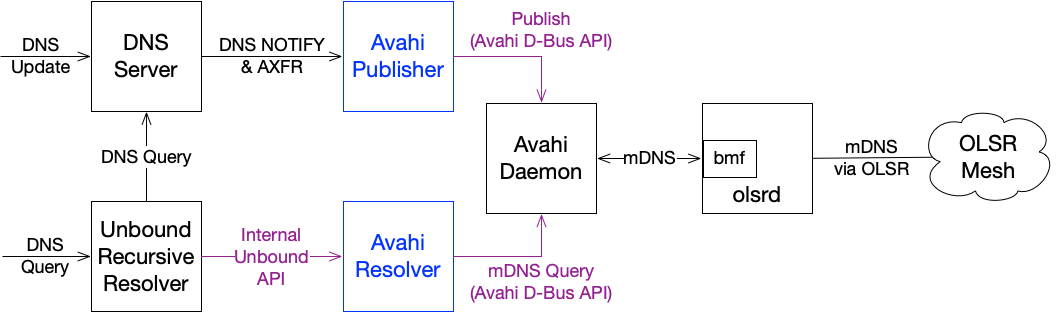 DNS
Update
DNS
Server
DNS NOTIFY
& AXFR
Avahi
Publisher
Publish
(Avahi D-Bus API)
DNS Query
Avahi
Daemon
mDNS
bmf
olsrd
mDNS
via OLSR
OLSR
Mesh
DNS
Query
Unbound
Recursive
Resolver
Internal
Unbound
API
Avahi
Resolver
mDNS Query
(Avahi D-Bus API)